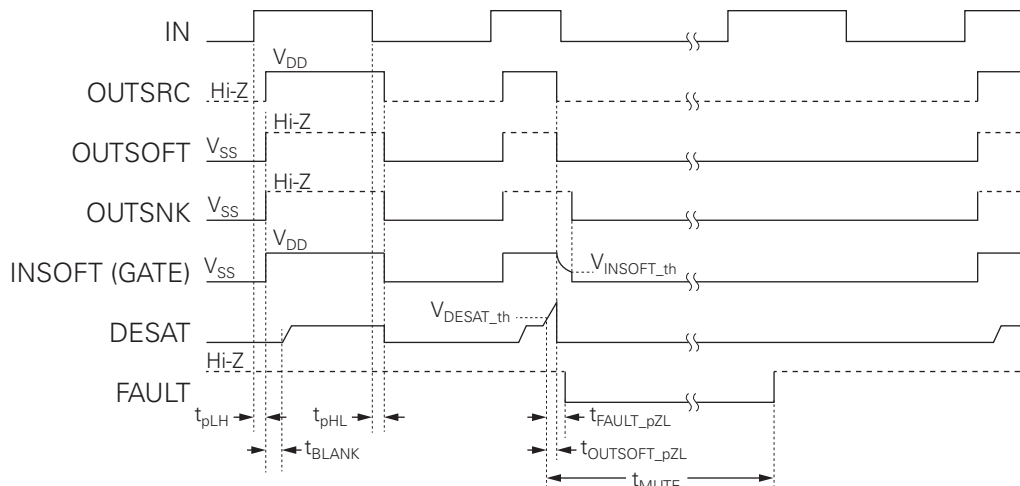 IN
V_DD
OUTSRC Hi-Z
Hi-Z
OUTSOFT V_SS
Hi-Z
OUTSNK V_SS
V_DD
INSOFT (GATE) V_SS V_INSOFT_th
V_DESAT_th
DESAT
Hi-Z
FAULT
t_pLH t_pHL t_FAULT_pZL
t_BLANK t_OUTSOFT_pZL
t_MUTE